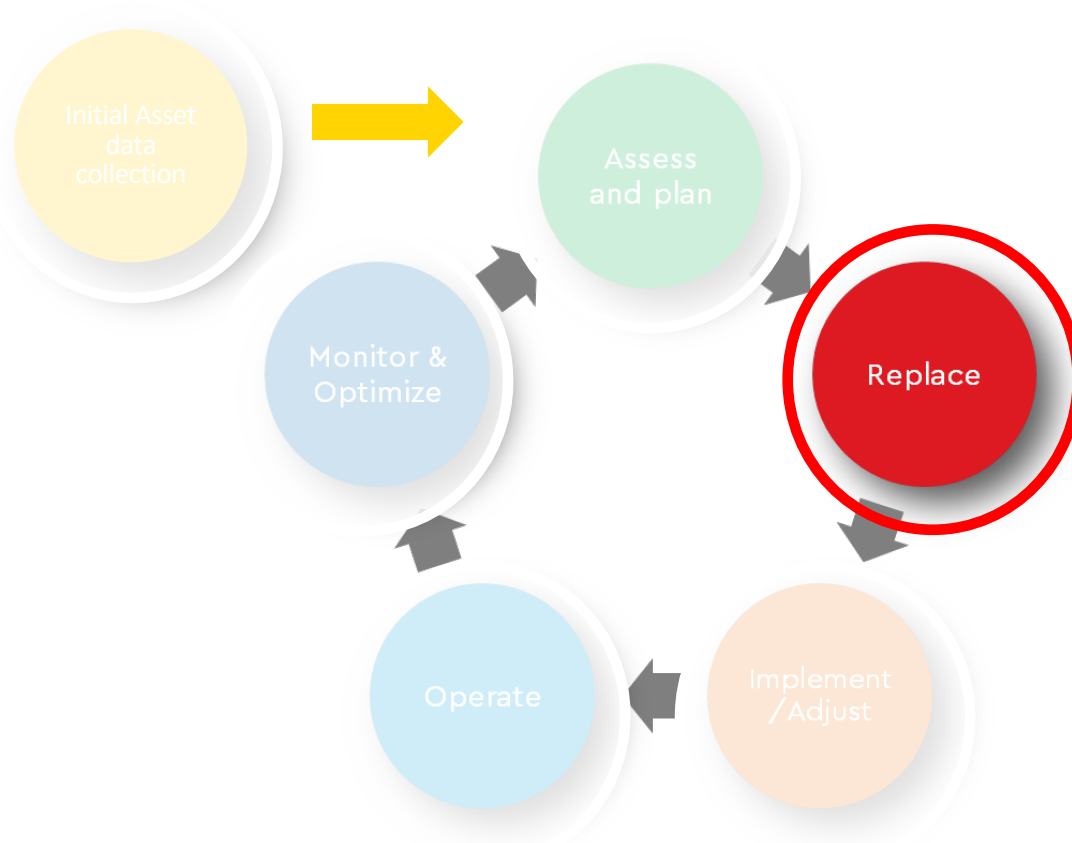 Initial Asset
data
collection
Assess
and plan
Monitor &
Optimize
Replace
Operate
Implement
/Adjust